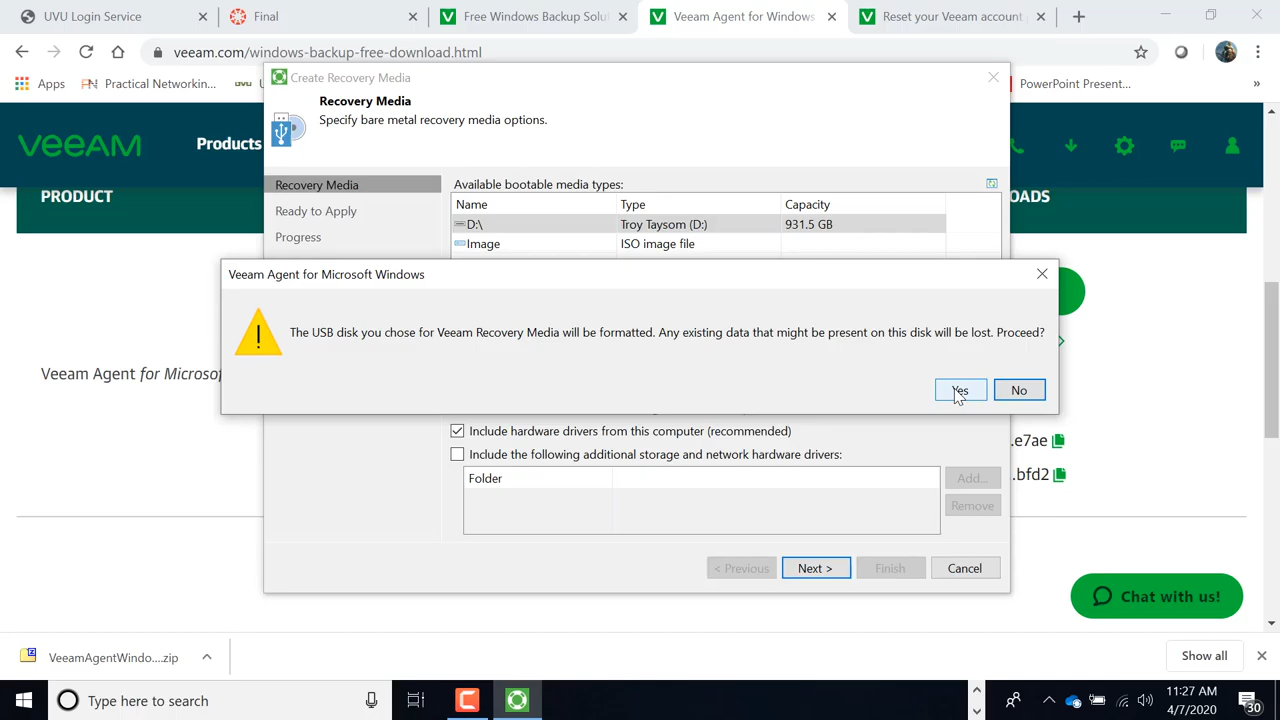 UVU Login Service
Final
Free Windows Backup Solu
Veeam Agent for Windows
Reset your Veeam account
veeam.com/windows-backup-free-download.html
Apps
Practical Networkin...
UVU
PowerPoint Present...
»
Create Recovery Media
Recovery Media
Specify bare metal recovery media options.
VEEAM
Products
PRODUCT
OADS
Recovery Media
Ready to Apply
Progress
Available bootable media types:
Name Type Capacity
D:\ Troy Taysom (D:) 931.5 GB
Image ISO image file
Veeam Agent for Microsoft Windows
The USB disk you chose for Veeam Recovery Media will be formatted. Any existing data that might be present on this disk will be lost. Proceed?
Yes
No
Veeam Agent for Microsof
Include hardware drivers from this computer (recommended)
.e7ae
Include the following additional storage and network hardware drivers:
.bfd2
Folder
Add...
Remove
< Previous
Next >
Finish
Cancel
Chat with us!
VeeamAgentWindo....zip
Show all
Type here to search
11:27 AM
4/7/2020
30